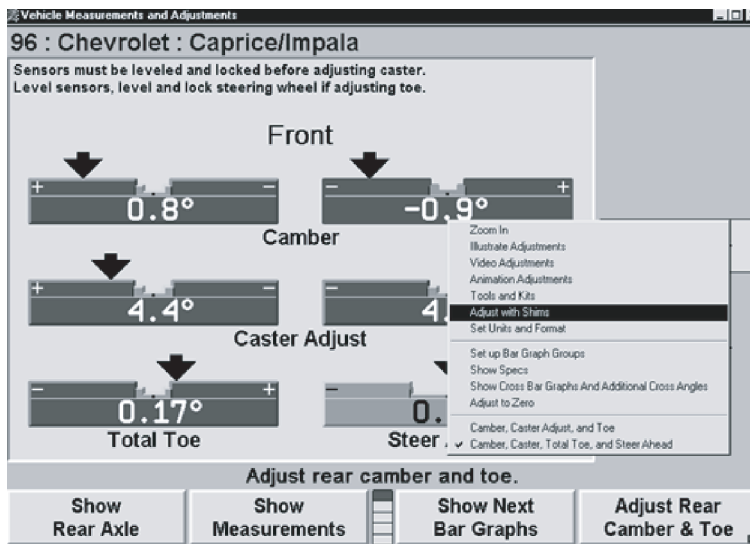 Vehicle Measurements and Adjustments
96 : Chevrolet : Caprice/Impala
Sensors must be leveled and locked before adjusting caster.
Level sensors, level and lock steering wheel if adjusting toe.
Front
+ - - +
0.8° -0.9°
Camber
+ - -
4.4° 4.
Caster Adjust
- + -
0.17° 0.
Total Toe Steer
Zoom In
Illustrate Adjustments
Video Adjustments
Animation Adjustments
Tools and Kits
Adjust with Shims
Set Units and Format
Set up Bar Graph Groups
Show Specs
Show Cross Bar Graphs And Additional Cross Angles
Adjust to Zero
Camber, Caster Adjust, and Toe
✓ Camber, Caster, Total Toe, and Steer Ahead
Adjust rear camber and toe.
Show Rear Axle
Show Measurements
Show Next Bar Graphs
Adjust Rear Camber & Toe